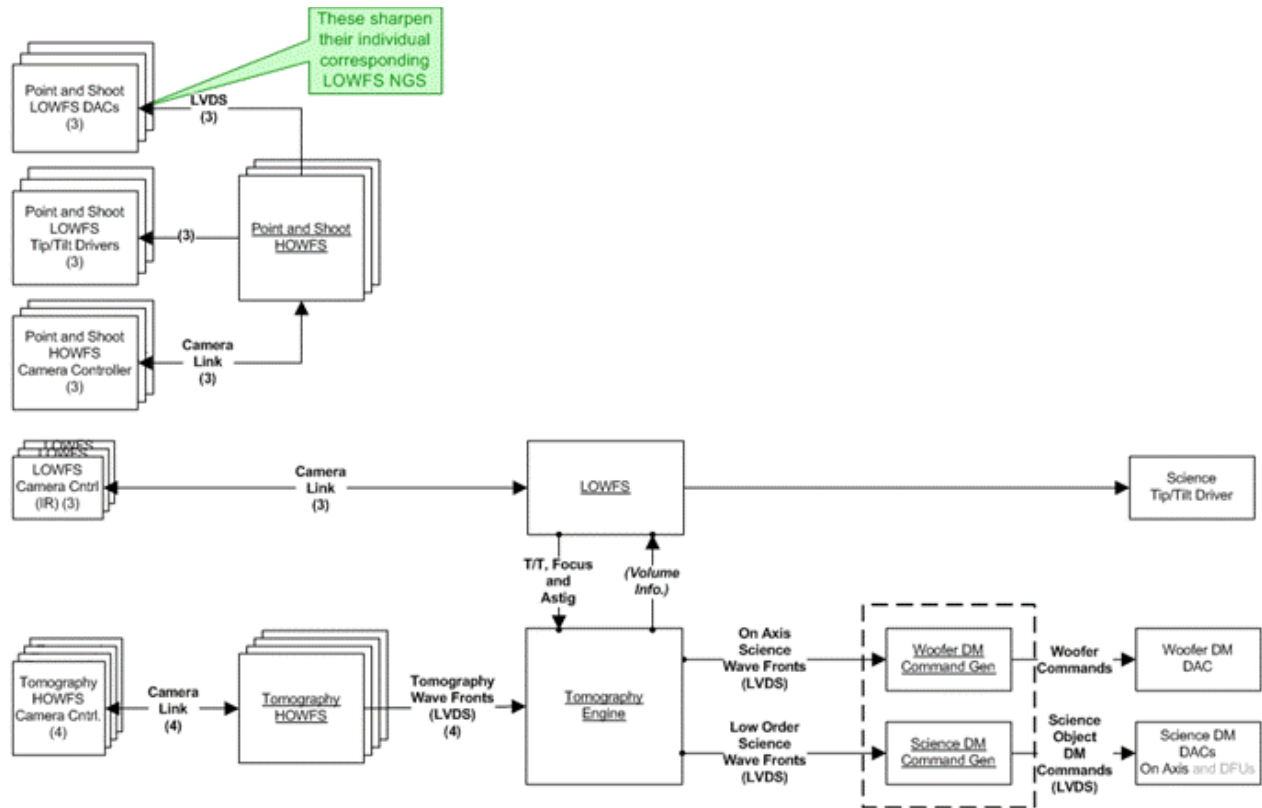 These sharpen
their individual
corresponding
LOWFS NGS
Point and Shoot
LOWFS DACs
(3)
LVDS
(3)
Point and Shoot
LOWFS
Tip/Tilt Drivers
(3)
(3)
Point and Shoot
HOWFS
Point and Shoot
HOWFS
Camera Controller
(3)
Camera
Link
(3)
LOWFS
LOWFS
LOWFS
Camera Cntrl
(IR) (3)
Camera
Link
(3)
LOWFS
Science
Tip/Tilt Driver
T/T, Focus
and
Astig
(Volume
Info.)
Tomography
HOWFS
Camera Cntrl.
(4)
Camera
Link
(4)
Tomography
HOWFS
Tomography
Wave Fronts
(LVDS)
(4)
Tomography
Engine
On Axis
Science
Wave Fronts
(LVDS)
Woofer DM
Command Gen
Woofer
Commands
Woofer DM
DAC
Low Order
Science
Wave Fronts
(LVDS)
Science DM
Command Gen
Science
Object
DM
Commands
(LVDS)
Science DM
DACs
On Axis and DFUs